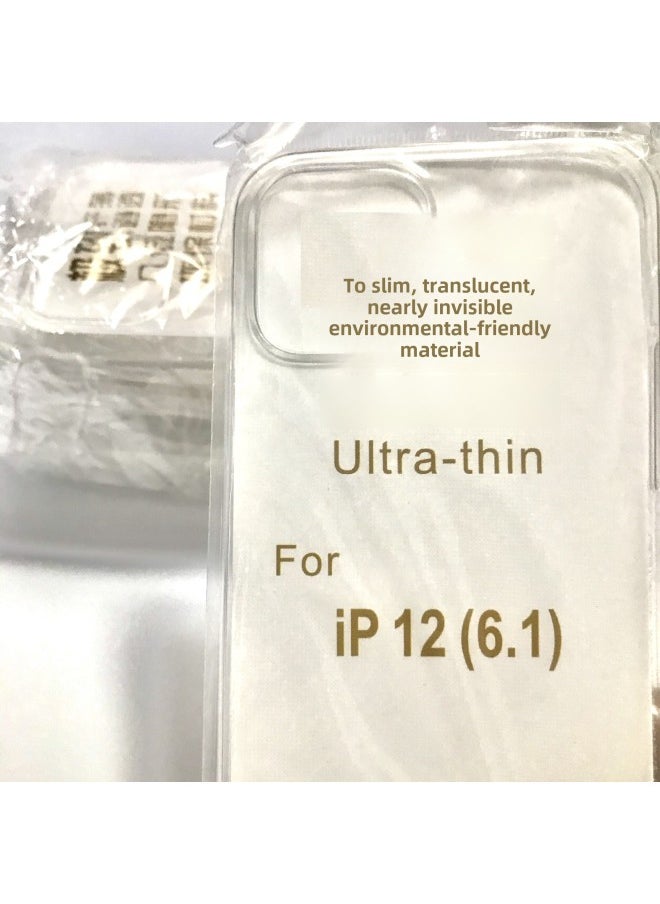 To slim, translucent,
nearly invisible
environmental-friendly
material
Ultra-thin
For
iP 12 (6.1)